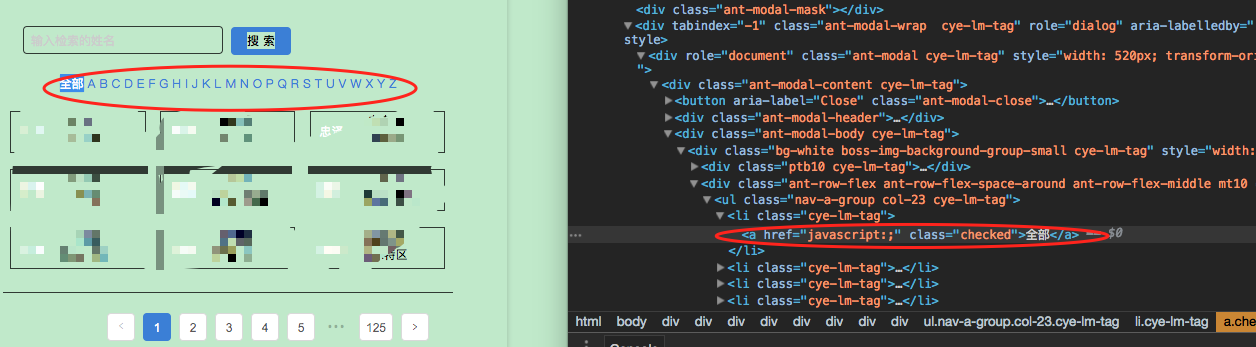 输入检索的姓名
搜 索
全部 A B C D E F G H I J K L M N O P Q R S T U V W X Y Z
< 1 2 3 4 5 ••• 125 >
<div class="ant-modal-mask"></div>
▼<div tabindex="-1" class="ant-modal-wrap  cye-lm-tag" role="dialog" aria-labelledby="
style>
▼<div role="document" class="ant-modal cye-lm-tag" style="width: 520px; transform-ori
">
▼<div class="ant-modal-content cye-lm-tag">
▶<button aria-label="Close" class="ant-modal-close">…</button>
▶<div class="ant-modal-header">…</div>
▼<div class="ant-modal-body cye-lm-tag">
▼<div class="bg-white boss-img-background-group-small cye-lm-tag" style="width:
▶<div class="ptb10 cye-lm-tag">…</div>
▼<div class="ant-row-flex ant-row-flex-space-around ant-row-flex-middle mt10
▼<ul class="nav-a-group col-23 cye-lm-tag">
▼<li class="cye-lm-tag">
<a href="javascript:;" class="checked">全部</a> == $0
</li>
▶<li class="cye-lm-tag">…</li>
▶<li class="cye-lm-tag">…</li>
▶<li class="cye-lm-tag">…</li>
html body div div div div div div div div ul.nav-a-group.col-23.cye-lm-tag li.cye-lm-tag a.che
Console